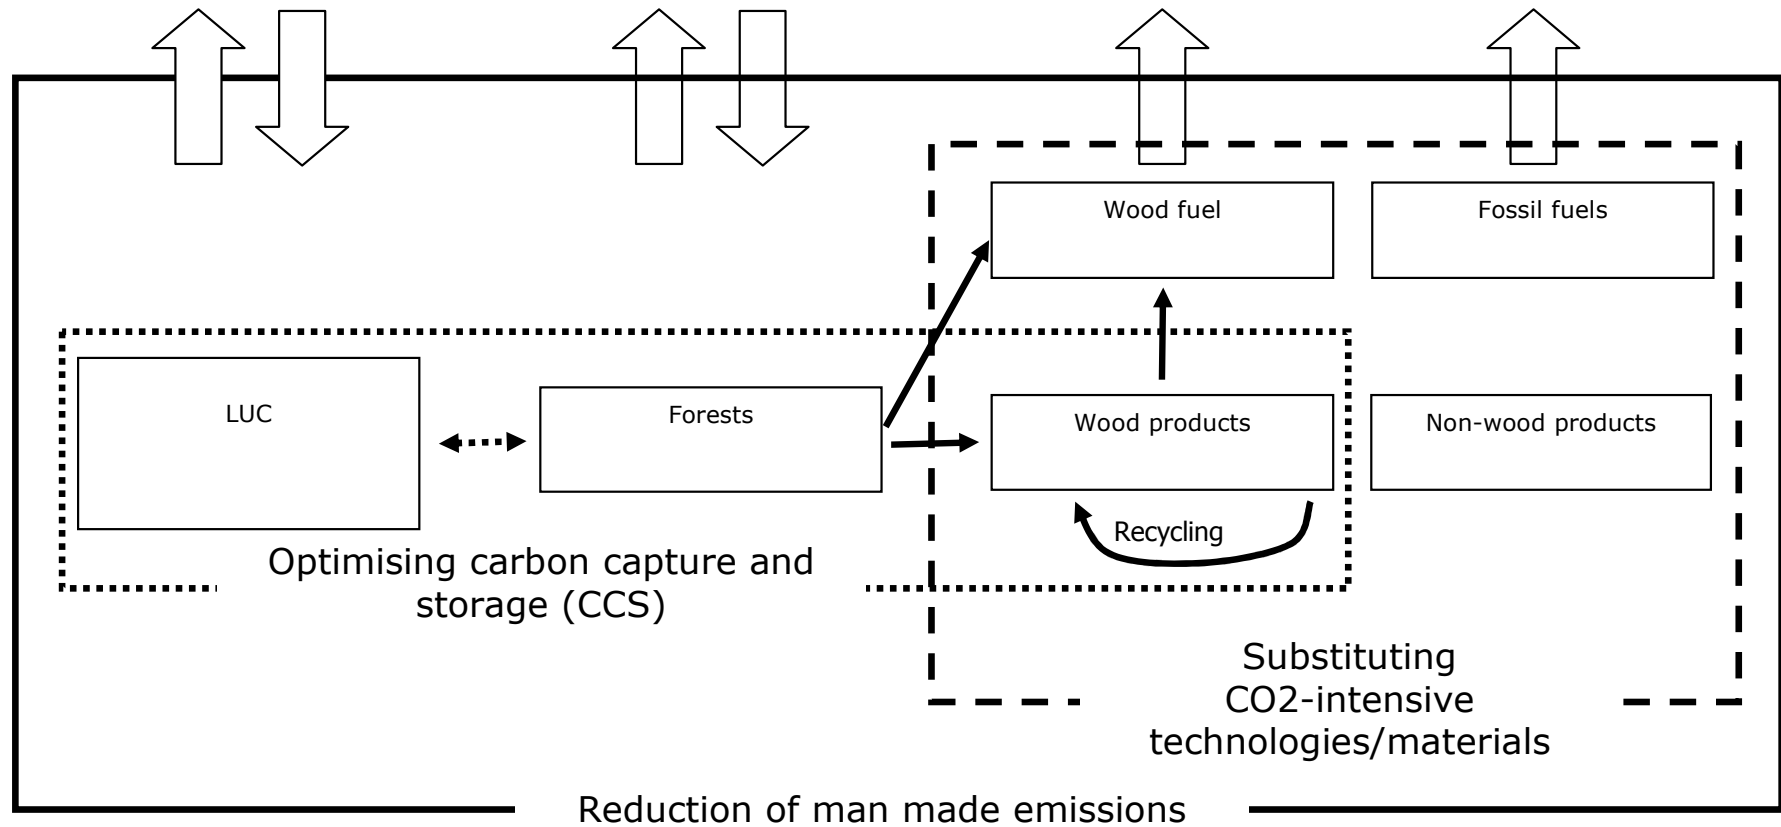 Wood fuel
Fossil fuels
LUC
Forests
Wood products
Non-wood products
Recycling
Optimising carbon capture and
storage (CCS)
Substituting
CO2-intensive
technologies/materials
Reduction of man made emissions